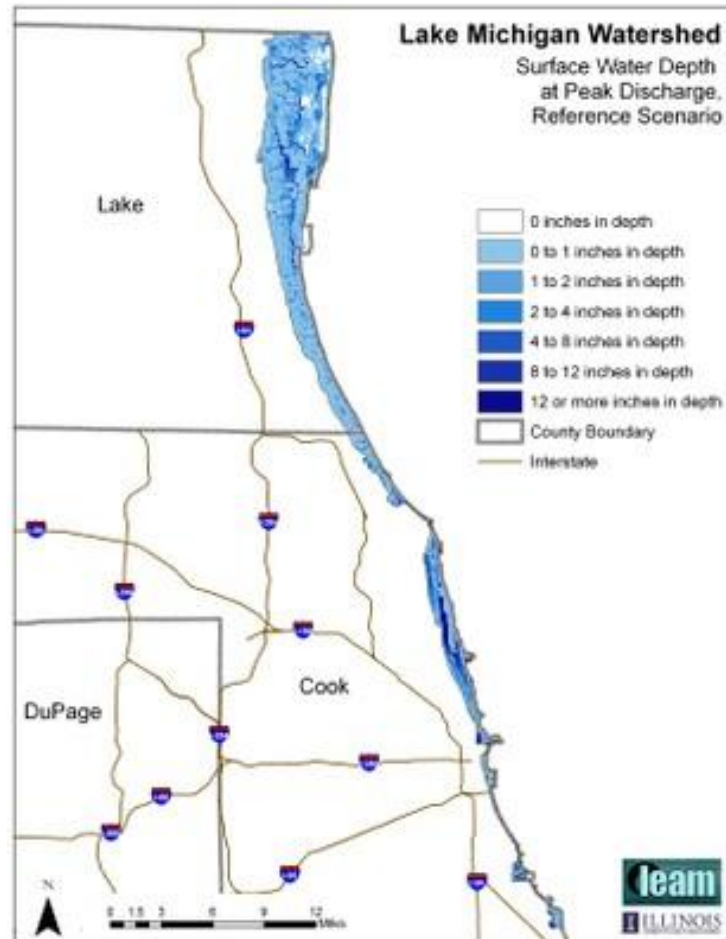 Lake Michigan Watershed
Surface Water Depth
at Peak Discharge.
Reference Scenario
Lake
0 inches in depth
0 to 1 inches in depth
1 to 2 inches in depth
2 to 4 inches in depth
4 to 8 inches in depth
8 to 12 inches in depth
12 or more inches in depth
County Boundary
Interstate
Cook
DuPage
N
0 1.5 3 6 9 12
Miles
leam
ILLINOIS